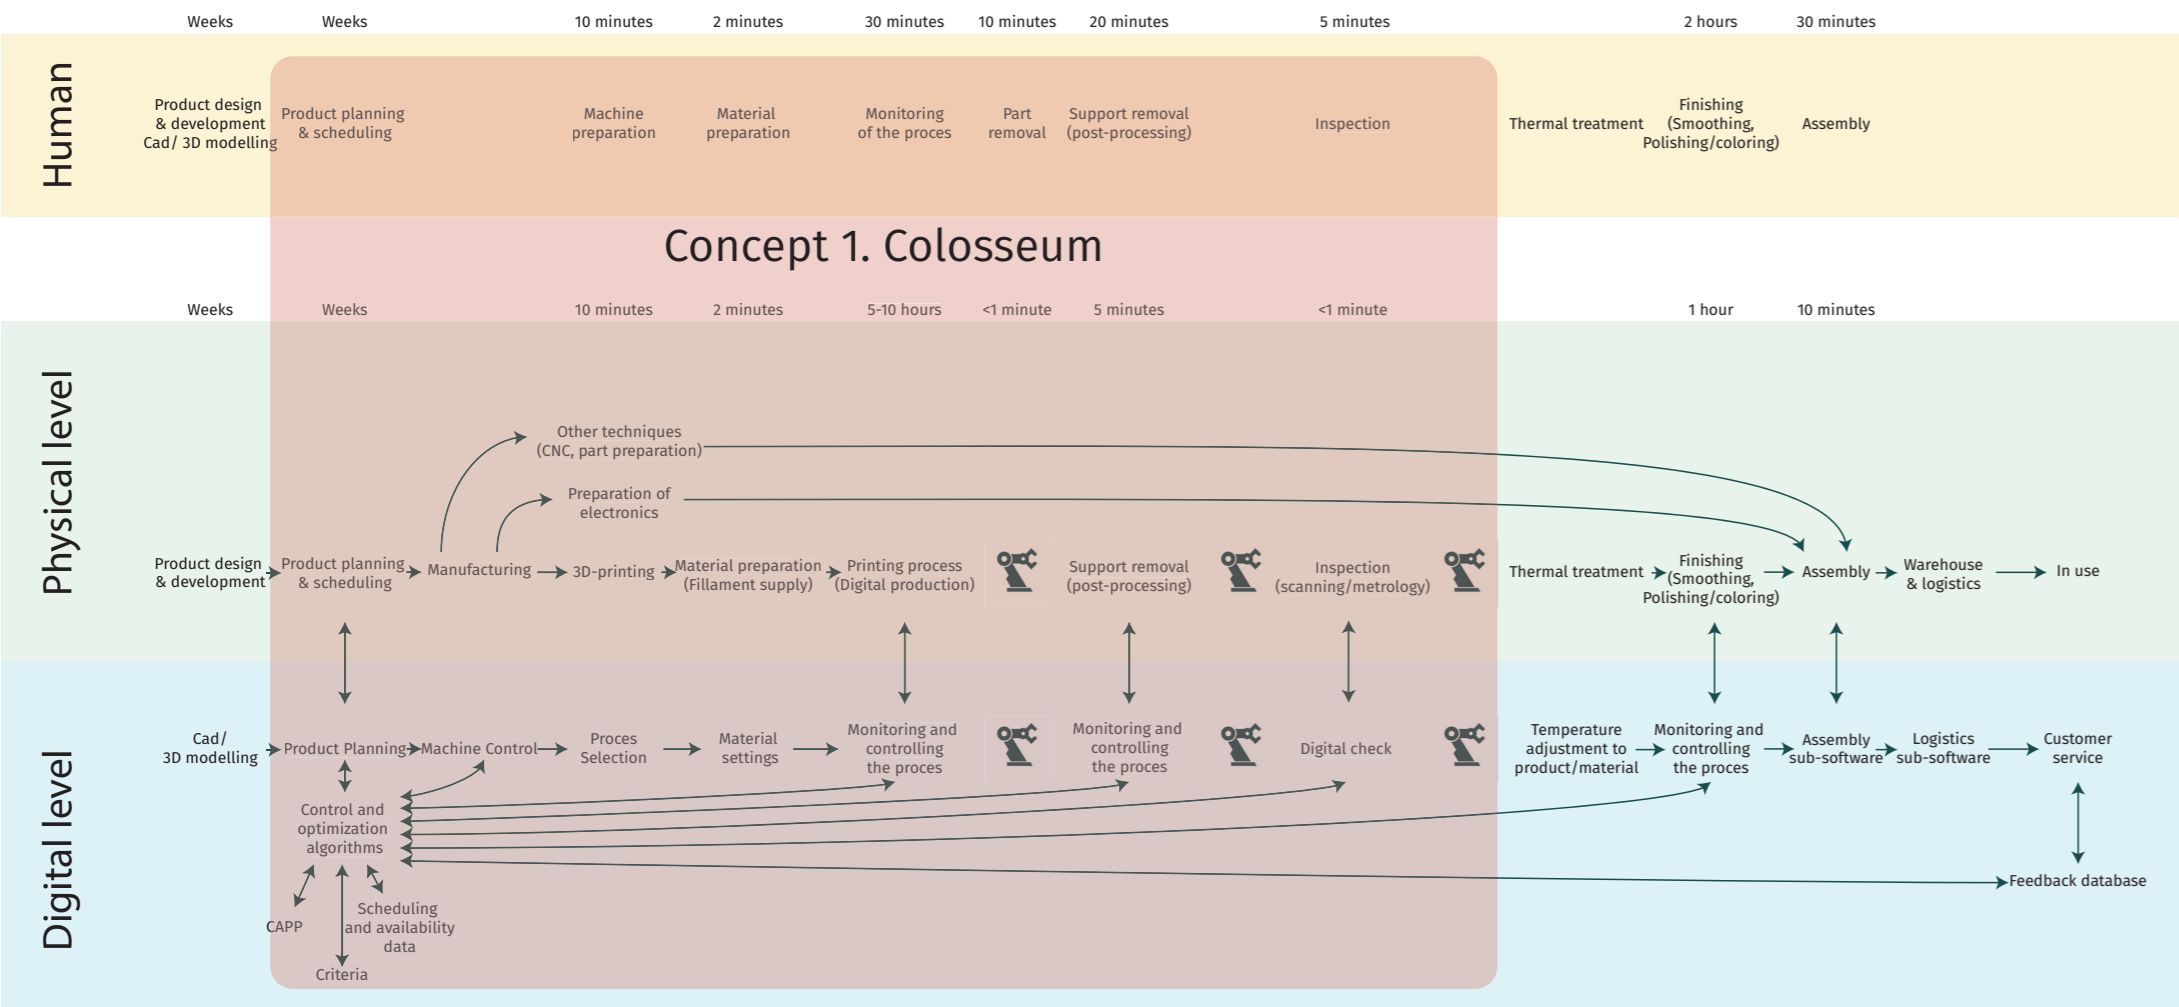 Weeks
Weeks
10 minutes
2 minutes
30 minutes
10 minutes
20 minutes
5 minutes
2 hours
30 minutes
Human
Product design
& development
Cad/ 3D modelling
Product planning
& scheduling
Machine
preparation
Material
preparation
Monitoring
of the proces
Part
removal
Support removal
(post-processing)
Inspection
Thermal treatment
Finishing
(Smoothing,
Polishing/coloring)
Assembly
Concept 1. Colosseum
Weeks
Weeks
10 minutes
2 minutes
5-10 hours
<1 minute
5 minutes
<1 minute
1 hour
10 minutes
Physical level
Other techniques
(CNC, part preparation)
Preparation of
electronics
Product design
& development
Product planning
& scheduling
Manufacturing
3D-printing
Material preparation
(Fillament supply)
Printing process
(Digital production)
Support removal
(post-processing)
Inspection
(scanning/metrology)
Thermal treatment
Finishing
(Smoothing,
Polishing/coloring)
Assembly
Warehouse
& logistics
In use
Digital level
Cad/
3D modelling
Product Planning
Machine Control
Proces
Selection
Material
settings
Monitoring and
controlling
the proces
Monitoring and
controlling
the proces
Digital check
Temperature
adjustment to
product/material
Monitoring and
controlling
the proces
Assembly
sub-software
Logistics
sub-software
Customer
service
Control and
optimization
algorithms
Feedback database
CAPP
Scheduling
and availability
data
Criteria